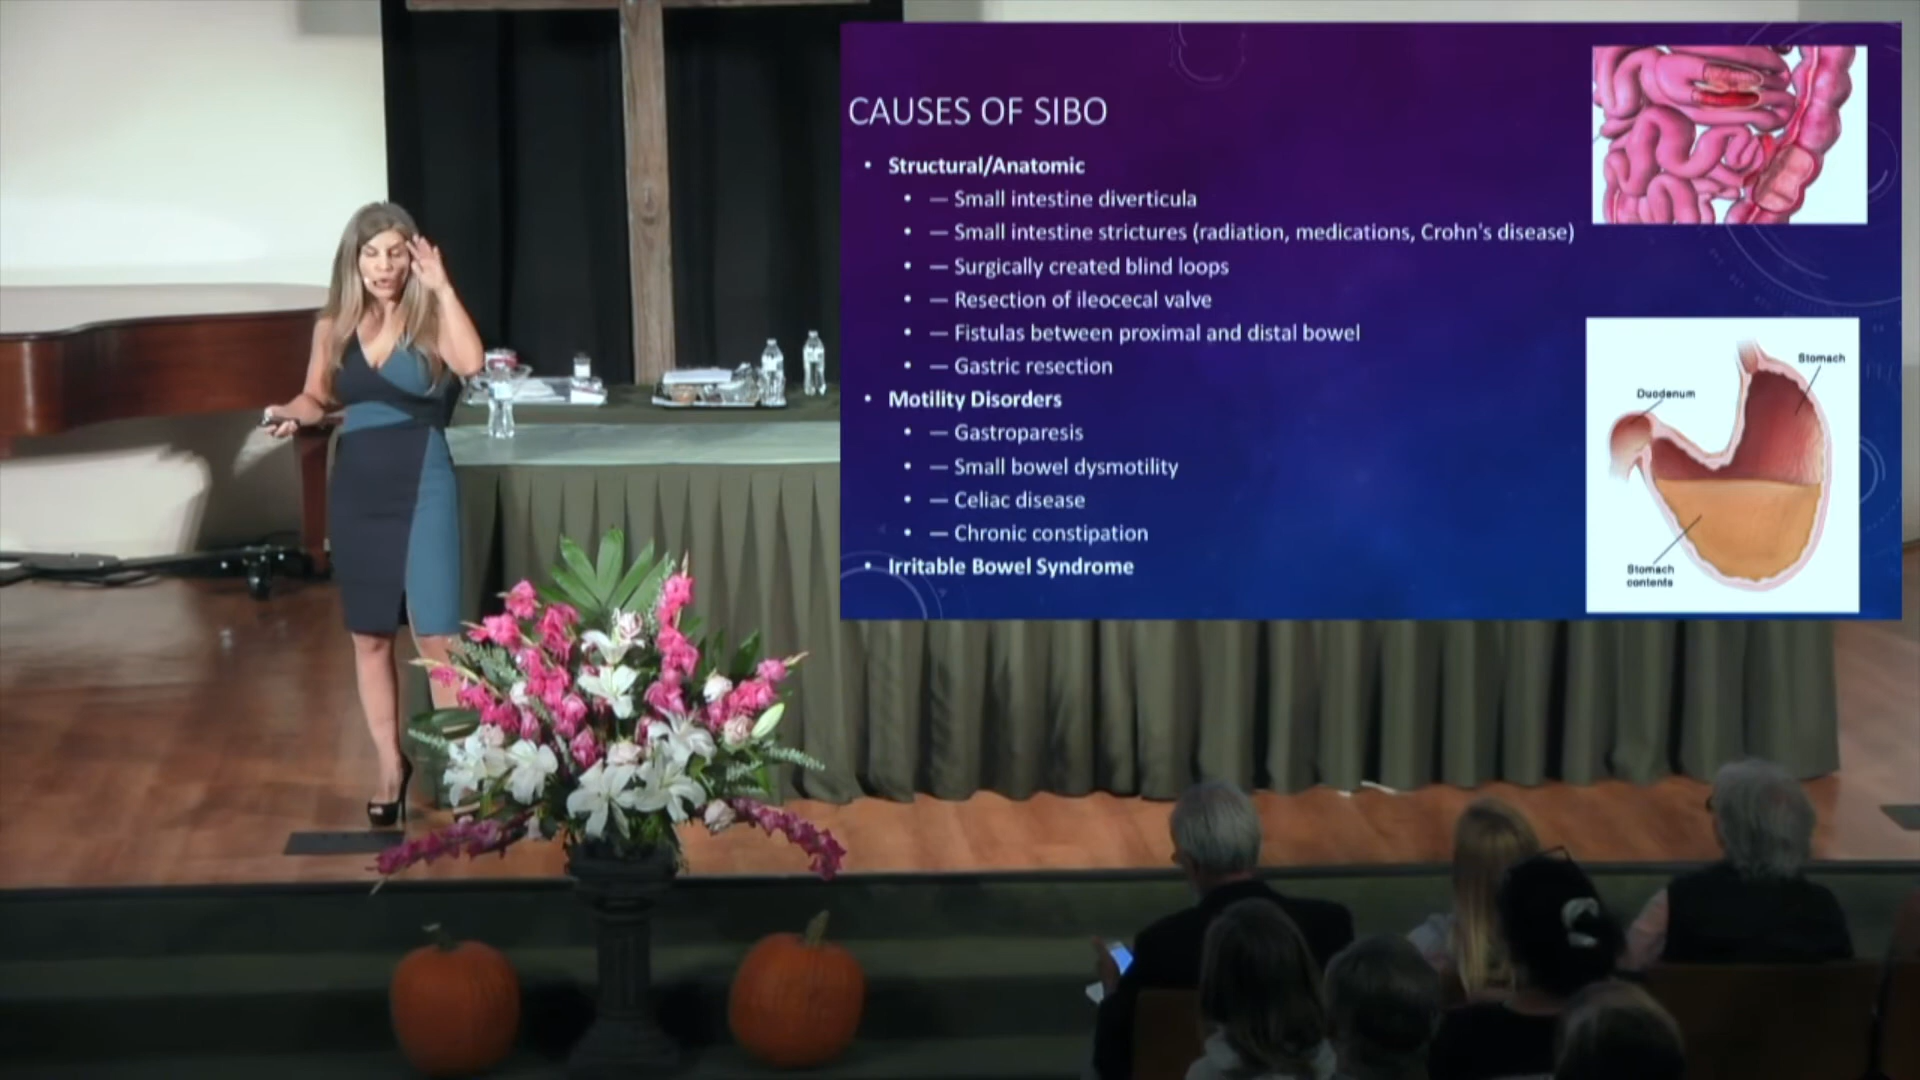 CAUSES OF SIBO
• Structural/Anatomic
• — Small intestine diverticula
• — Small intestine strictures (radiation, medications, Crohn's disease)
• — Surgically created blind loops
• — Resection of ileocecal valve
• — Fistulas between proximal and distal bowel
• — Gastric resection
• Motility Disorders
• — Gastroparesis
• — Small bowel dysmotility
• — Celiac disease
• — Chronic constipation
• Irritable Bowel Syndrome
Stomach
Duodenum
Stomach
contents